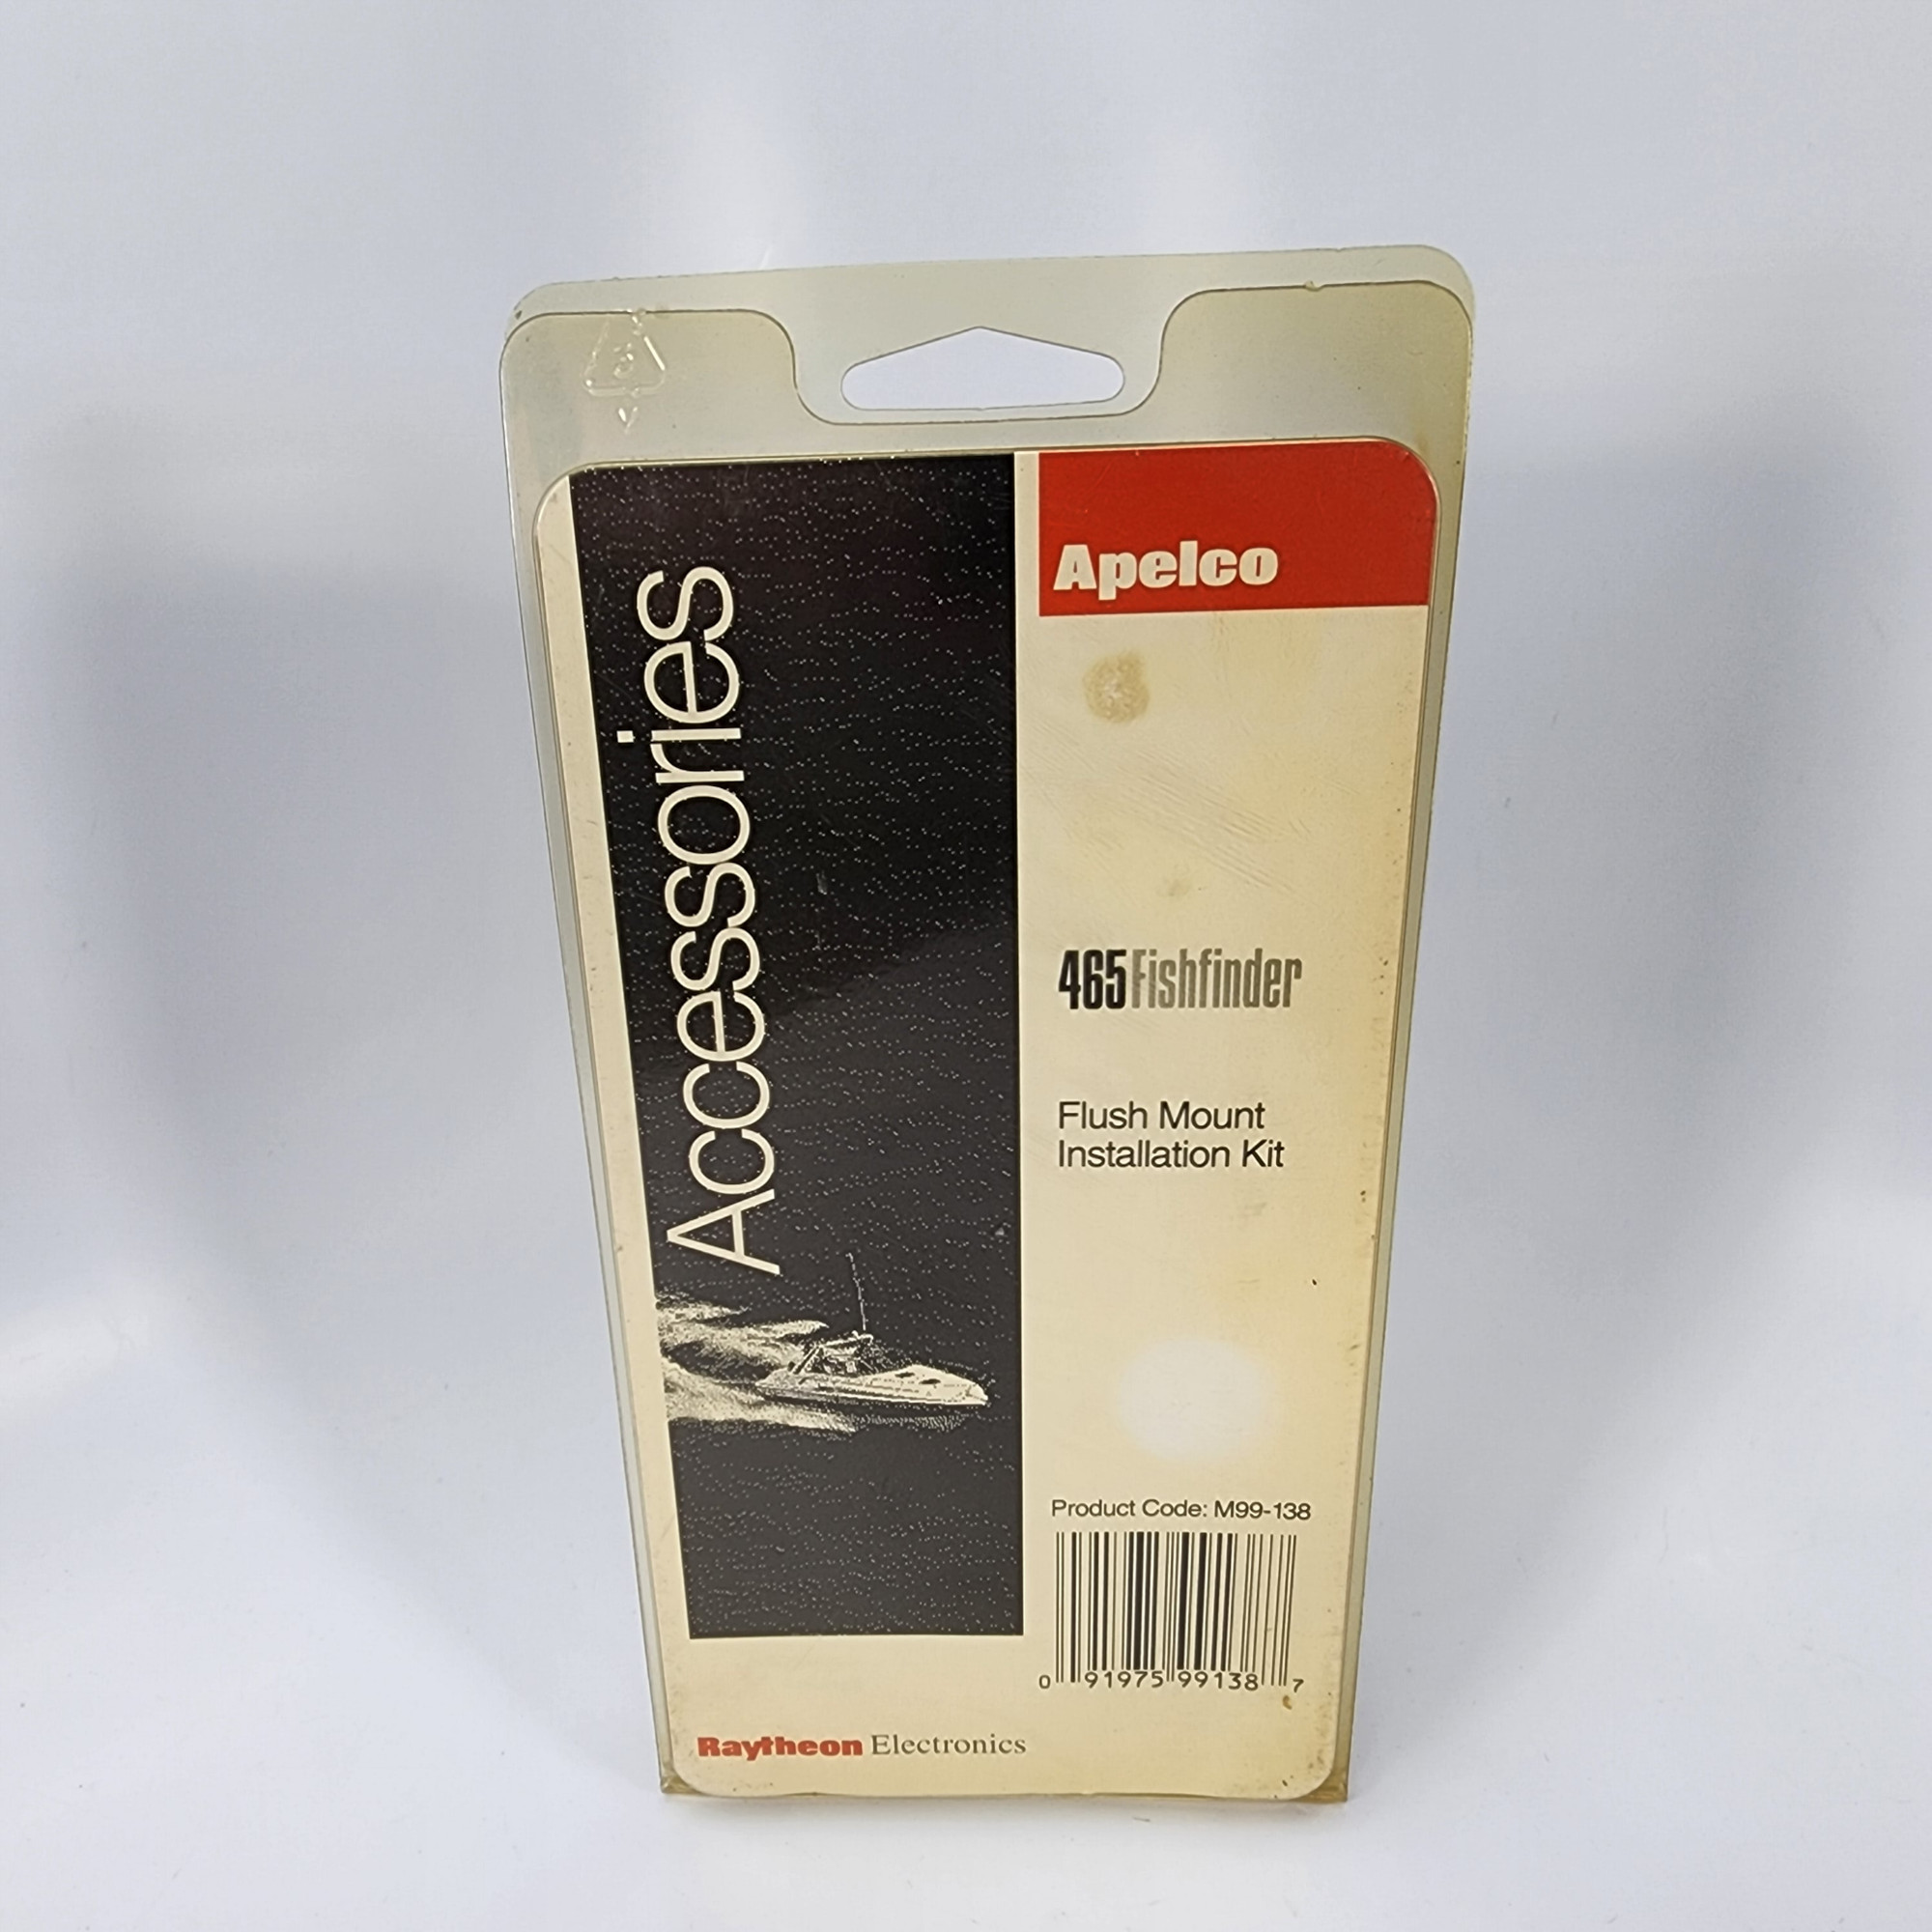 Accessories
Apelco
465 Fishfinder
Flush Mount
Installation Kit
Product Code: M99-138
0 91975 99138 7
Raytheon Electronics